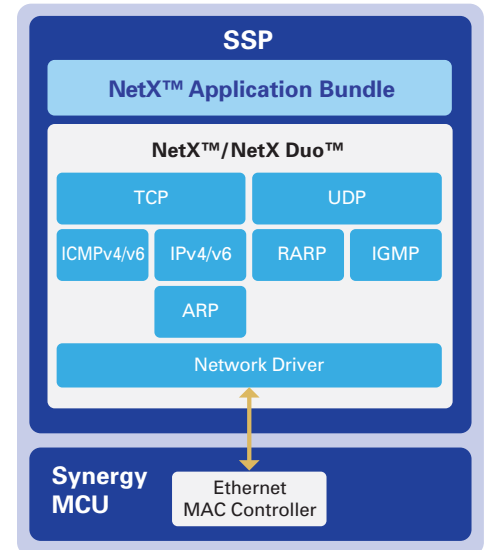 SSP
NetX™ Application Bundle
NetX™/NetX Duo™
TCP
UDP
ICMPv4/v6
IPv4/v6
RARP
IGMP
ARP
Network Driver
Synergy
MCU
Ethernet
MAC Controller